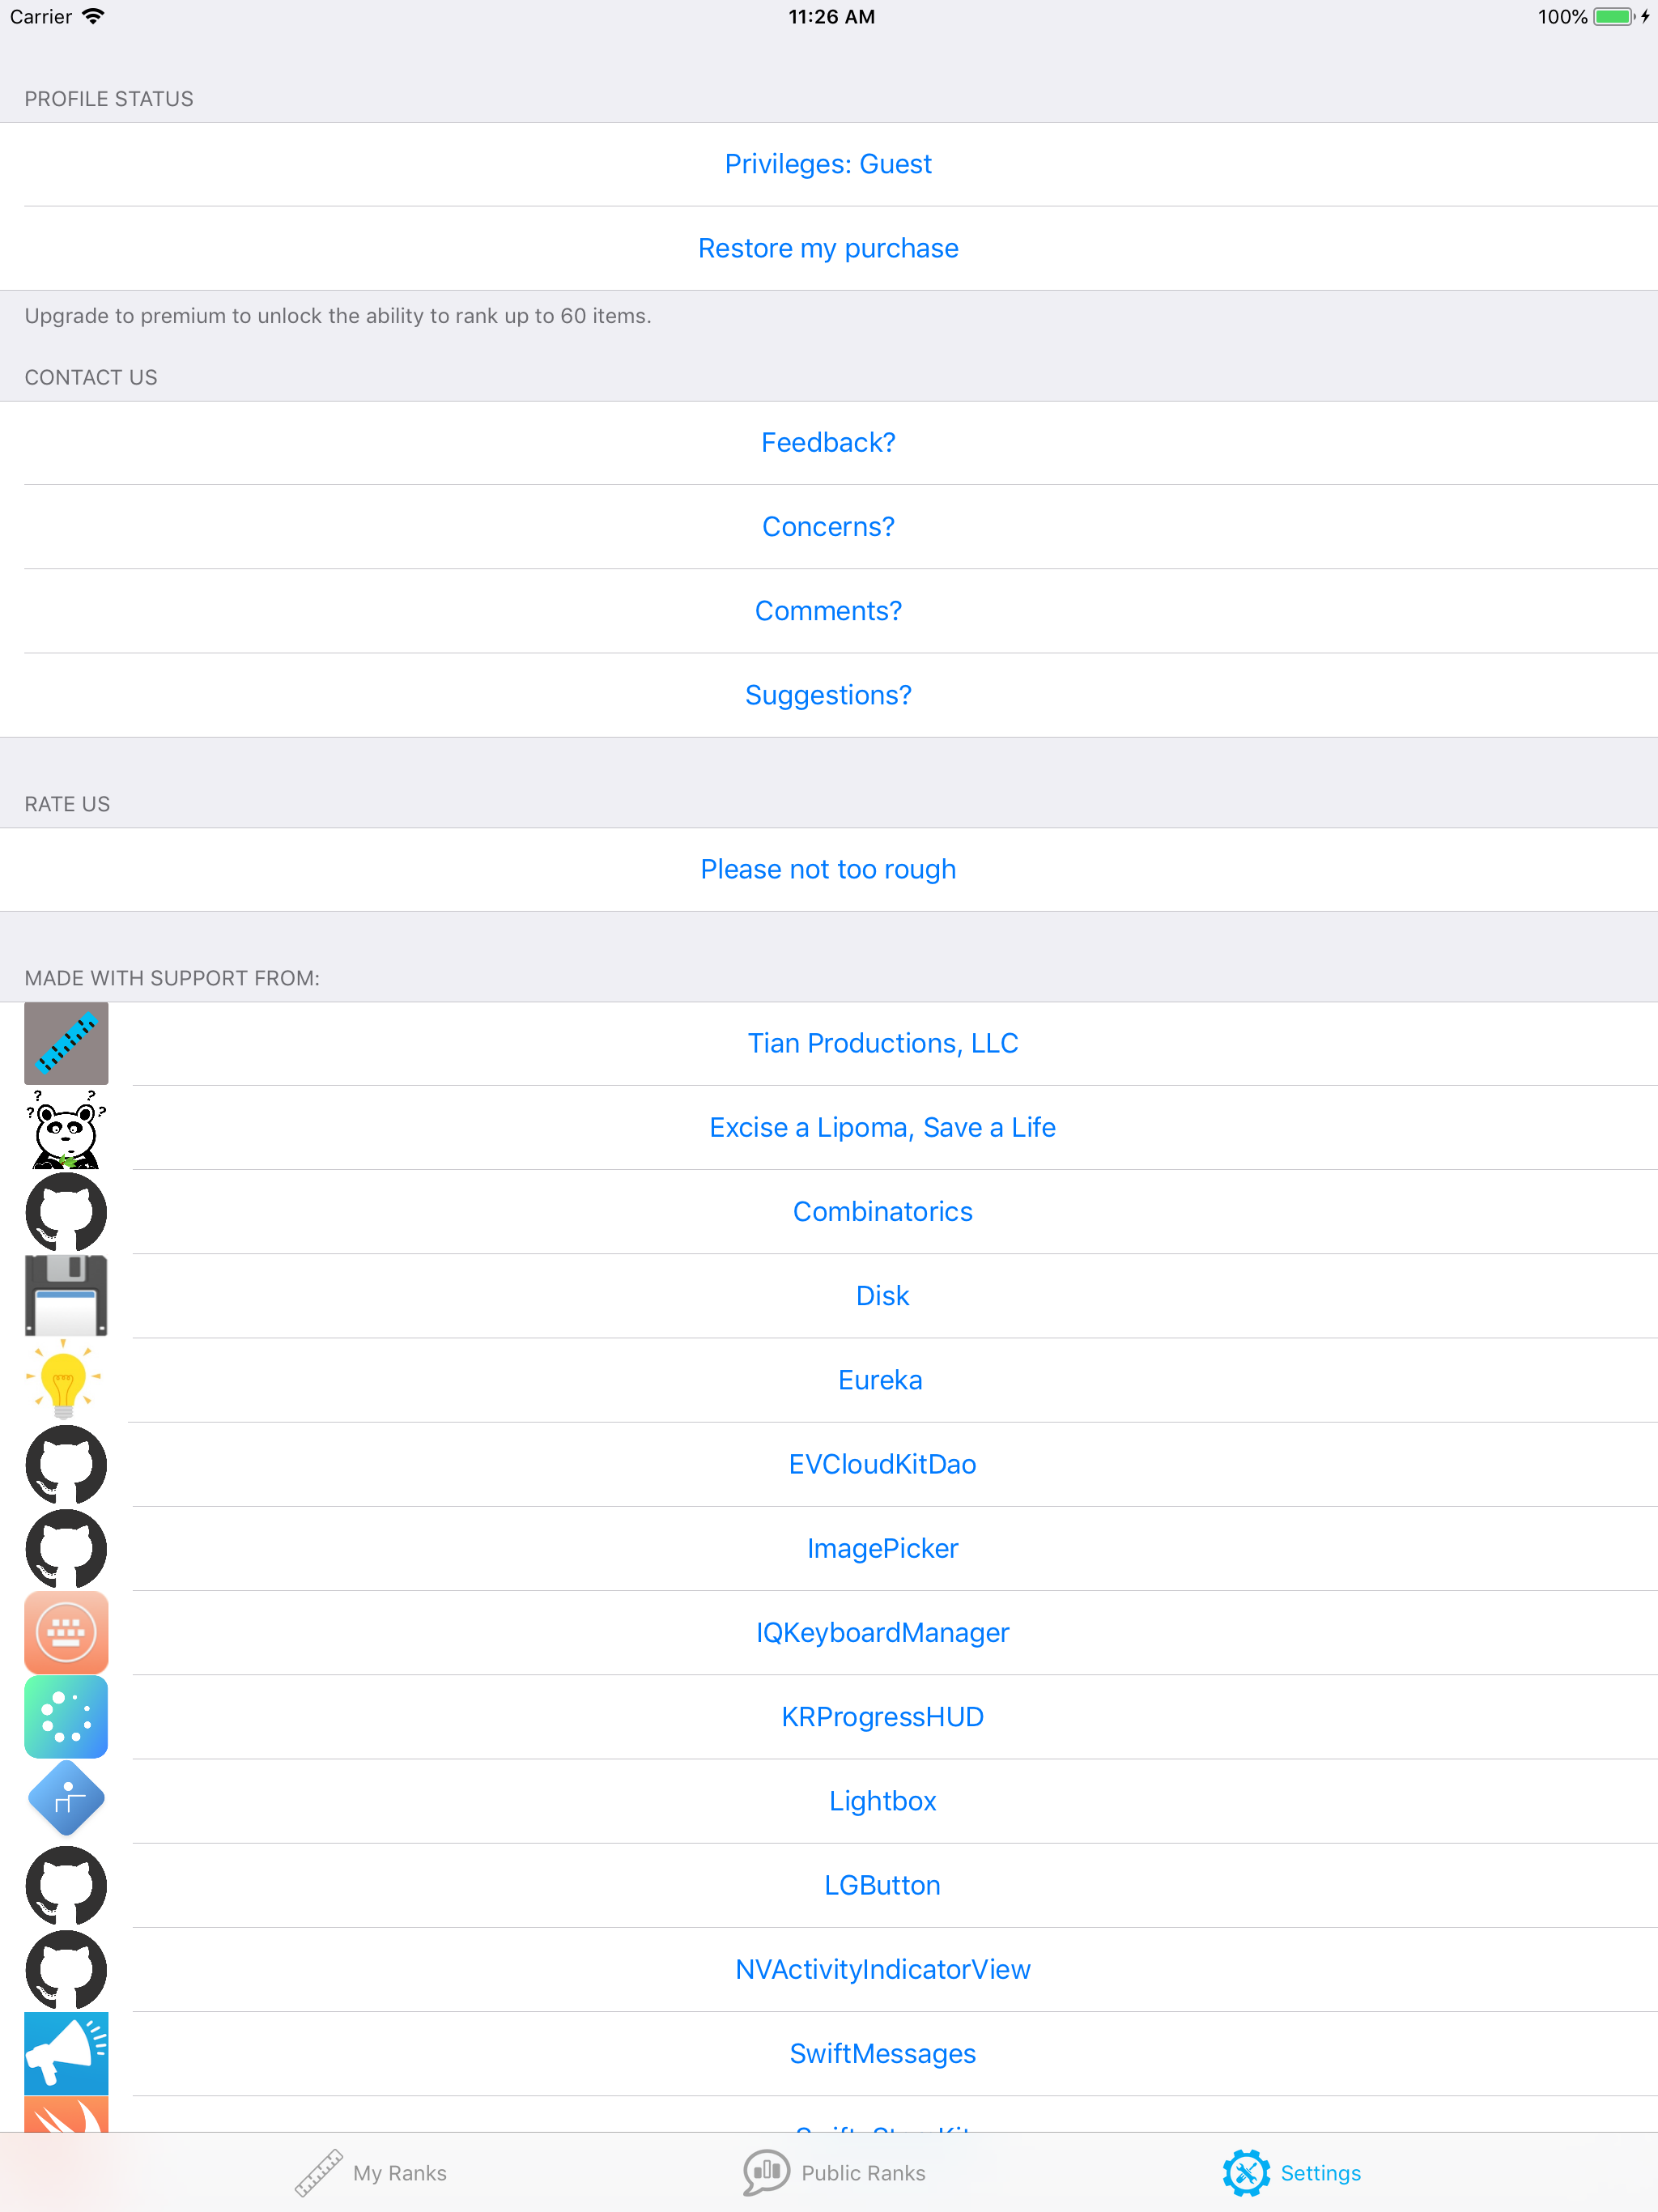 Carrier 11:26 AM 100%
PROFILE STATUS
Privileges: Guest
Restore my purchase
Upgrade to premium to unlock the ability to rank up to 60 items.
CONTACT US
Feedback?
Concerns?
Comments?
Suggestions?
RATE US
Please not too rough
MADE WITH SUPPORT FROM:
Tian Productions, LLC
? ?
? ?
Excise a Lipoma, Save a Life
Combinatorics
Disk
Eureka
EVCloudKitDao
ImagePicker
IQKeyboardManager
KRProgressHUD
Lightbox
LGButton
NVActivityIndicatorView
SwiftMessages
My Ranks Public Ranks Settings